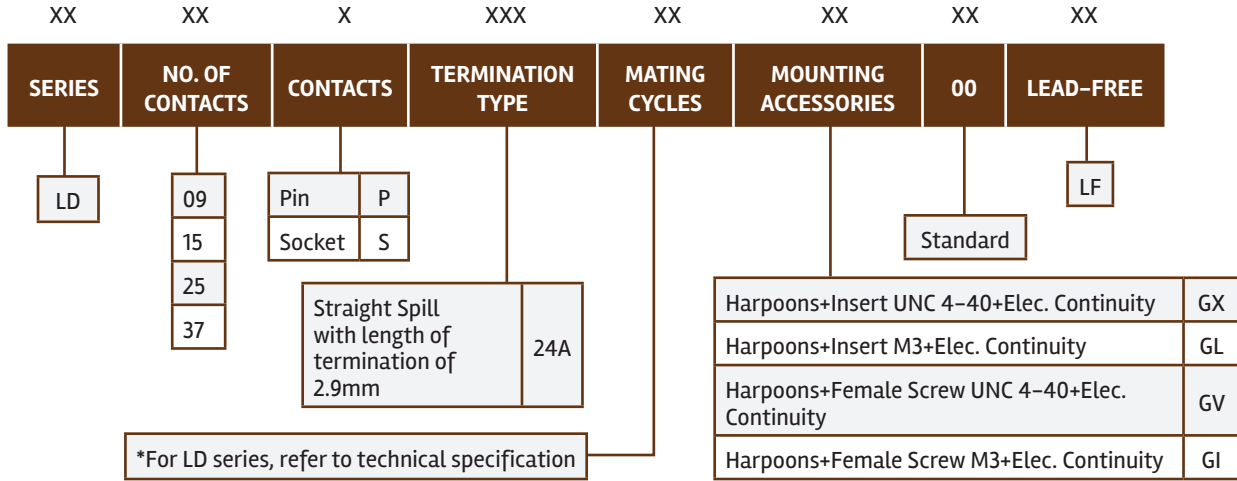 XX XX X XXX XX XX XX XX
SERIES
NO. OF
CONTACTS
CONTACTS
TERMINATION
TYPE
MATING
CYCLES
MOUNTING
ACCESSORIES
00
LEAD–FREE
LD
09
15
25
37
Pin P
Socket S
Straight Spill
with length of
termination of
2.9mm
24A
*For LD series, refer to technical specification
Harpoons+Insert UNC 4–40+Elec. Continuity GX
Harpoons+Insert M3+Elec. Continuity GL
Harpoons+Female Screw UNC 4–40+Elec.
Continuity
GV
Harpoons+Female Screw M3+Elec. Continuity GI
Standard
LF